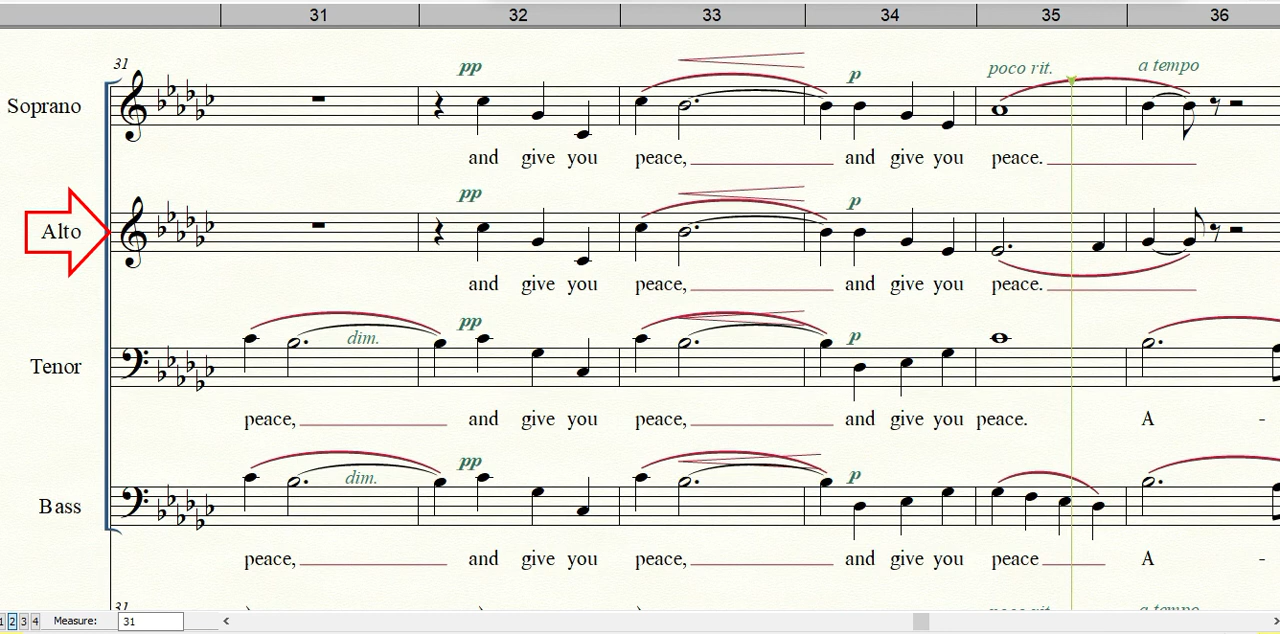 31 32 33 34 35 36
31 pp p poco rit. a tempo
Soprano
and give you peace, and give you peace.
pp p
Alto
and give you peace, and give you peace.
dim. pp p
Tenor
peace, and give you peace, and give you peace. A -
dim. pp p
Bass
peace, and give you peace, and give you peace A -
1 2 3 4 Measure: 31